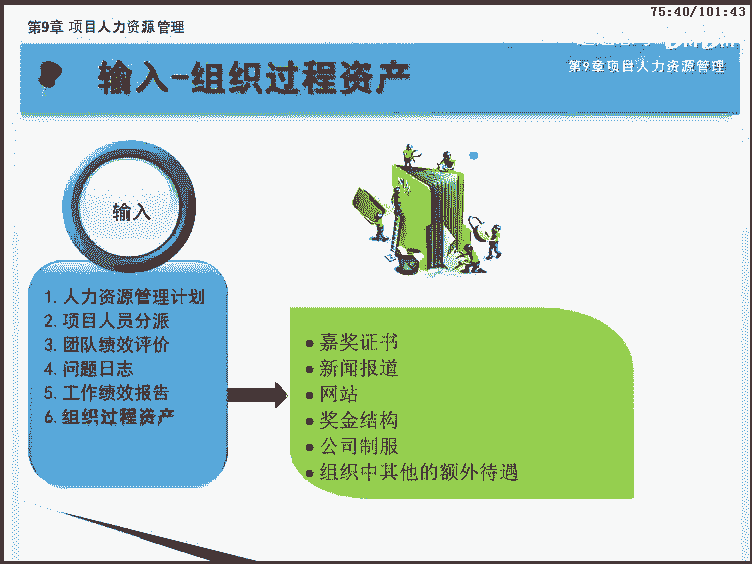 75:40/101:43
第9章 项目人力资源管理
输入-组织过程资产
第9章项目人力资源管理
输入
1. 人力资源管理计划
2. 项目人员分派
3. 团队绩效评价
4. 问题日志
5. 工作绩效报告
6. 组织过程资产
● 嘉奖证书
● 新闻报道
● 网站
● 奖金结构
● 公司制服
● 组织中其他的额外待遇